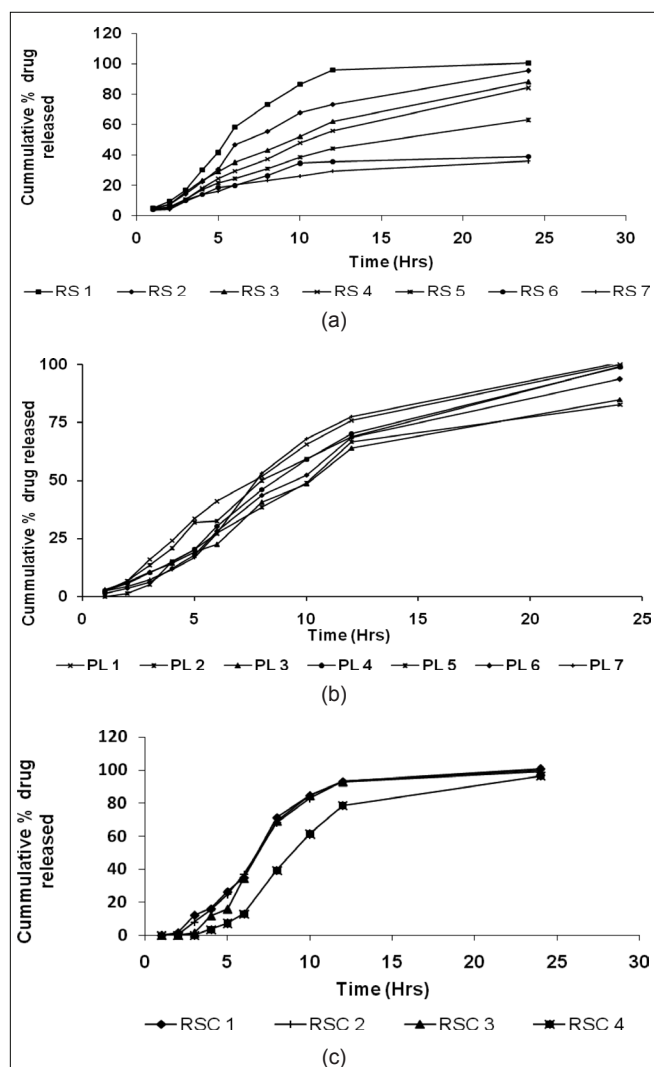 Cummulative % drug
released
120
100
80
60
40
20
0
0 5 10 15 20 25 30
Time (Hrs)
RS 1 RS 2 RS 3 RS 4 RS 5 RS 6 RS 7
(a)
Cummulative % drug released
100
75
50
25
0
0 5 10 15 20 25
Time (Hrs)
PL 1 PL 2 PL 3 PL 4 PL 5 PL 6 PL 7
(b)
Cummulative % drug
released
120
100
80
60
40
20
0
0 5 10 15 20 25 30
Time (Hrs)
RSC 1 RSC 2 RSC 3 RSC 4
(c)